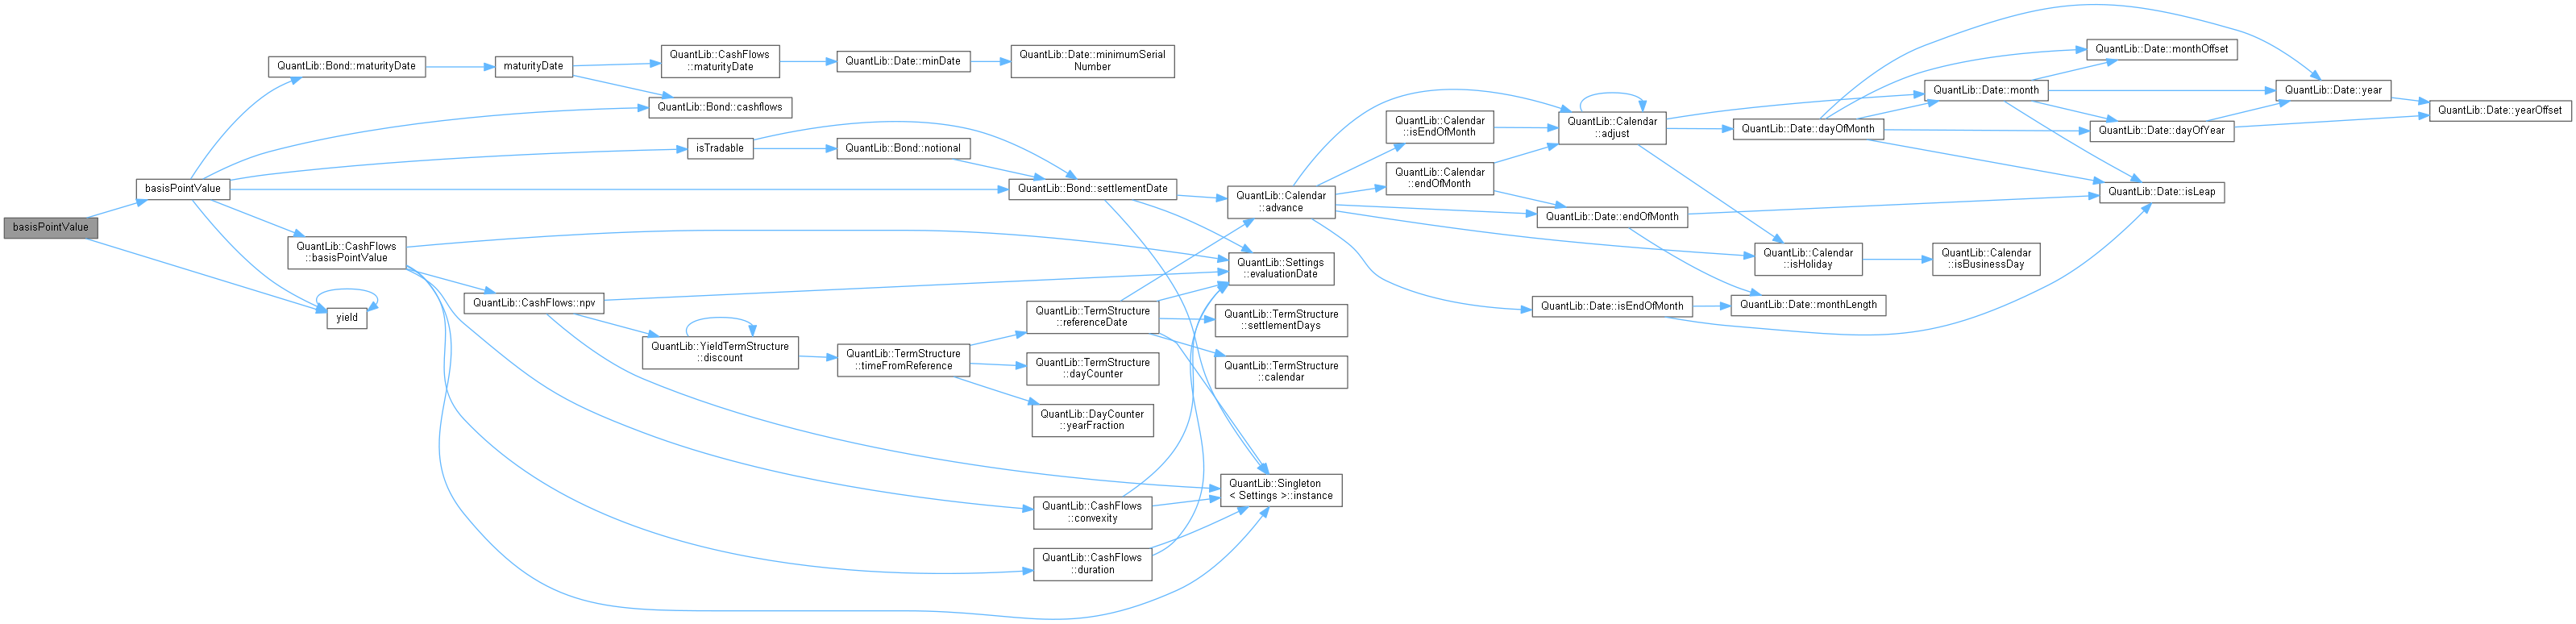 basisPointValue
basisPointValue
QuantLib::Bond::maturityDate
maturityDate
QuantLib::CashFlows
::maturityDate
QuantLib::Date::minDate
QuantLib::Date::minimumSerial
Number
QuantLib::Bond::cashflows
isTradable
QuantLib::Bond::notional
QuantLib::Bond::settlementDate
QuantLib::CashFlows
::basisPointValue
yield
QuantLib::CashFlows::npv
QuantLib::YieldTermStructure
::discount
QuantLib::TermStructure
::timeFromReference
QuantLib::TermStructure
::referenceDate
QuantLib::TermStructure
::dayCounter
QuantLib::DayCounter
::yearFraction
QuantLib::CashFlows
::convexity
QuantLib::CashFlows
::duration
QuantLib::Calendar
::advance
QuantLib::Settings
::evaluationDate
QuantLib::TermStructure
::settlementDays
QuantLib::TermStructure
::calendar
QuantLib::Singleton
< Settings >::instance
QuantLib::Calendar
::isEndOfMonth
QuantLib::Calendar
::endOfMonth
QuantLib::Calendar
::adjust
QuantLib::Date::endOfMonth
QuantLib::Date::isEndOfMonth
QuantLib::Date::dayOfMonth
QuantLib::Calendar
::isHoliday
QuantLib::Date::monthLength
QuantLib::Date::month
QuantLib::Calendar
::isBusinessDay
QuantLib::Date::monthOffset
QuantLib::Date::dayOfYear
QuantLib::Date::isLeap
QuantLib::Date::year
QuantLib::Date::yearOffset